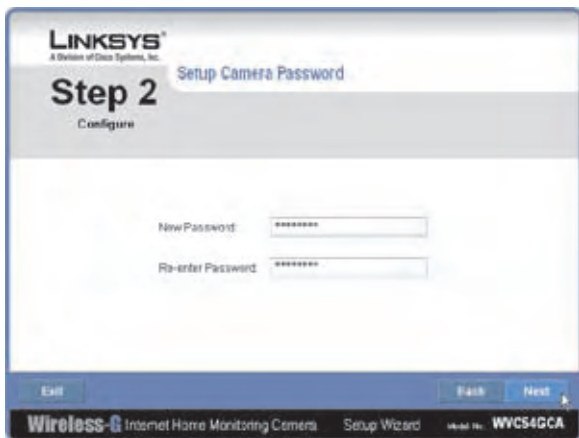 LINKSYS®
A Division of Cisco Systems, Inc.
Setup Camera Password
Step 2
Configure
New Password:
********
Re-enter Password:
********
Exit
Back
Next
Wireless-G Internet Home Monitoring Camera Setup Wizard Model No. WVC54GCA